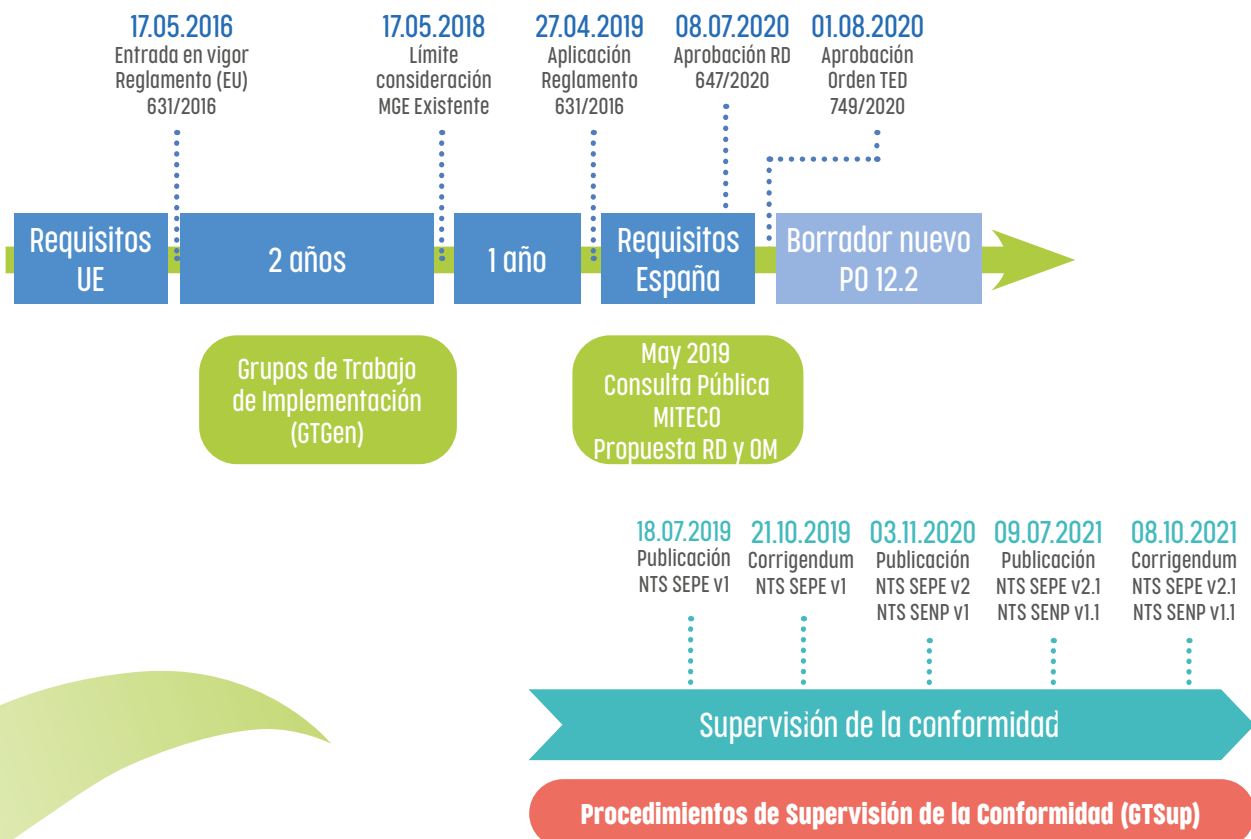 17.05.2016
Entrada en vigor
Reglamento (EU)
631/2016
17.05.2018
Límite
consideración
MGE Existente
27.04.2019
Aplicación
Reglamento
631/2016
08.07.2020
Aprobación RD
647/2020
01.08.2020
Aprobación
Orden TED
749/2020
Requisitos
UE
2 años
1 año
Requisitos
España
Borrador nuevo
PO 12.2
Grupos de Trabajo
de Implementación
(GTGen)
May 2019
Consulta Pública
MITECO
Propuesta RD y OM
18.07.2019
Publicación
NTS SEPE v1
21.10.2019
Corrigendum
NTS SEPE v1
03.11.2020
Publicación
NTS SEPE v2
NTS SENP v1
09.07.2021
Publicación
NTS SEPE v2.1
NTS SENP v1.1
08.10.2021
Corrigendum
NTS SEPE v2.1
NTS SENP v1.1
Supervisión de la conformidad
Procedimientos de Supervisión de la Conformidad (GTSup)